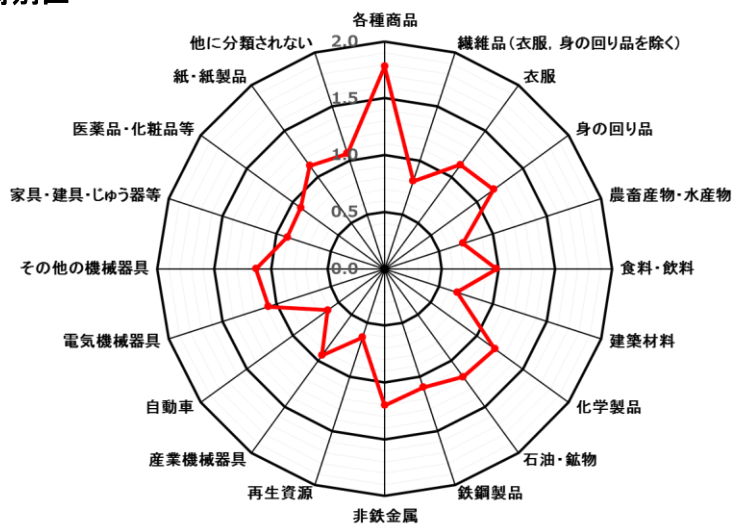 各種商品
他に分類されない
繊維品(衣服, 身の回り品を除く)
2.0
紙・紙製品
衣服
1.5
医薬品・化粧品等
身の回り品
1.0
家具・建具・じゅう器等
農畜産物・水産物
0.5
その他の機械器具
0.0
食料・飲料
電気機械器具
建築材料
自動車
化学製品
産業機械器具
石油・鉱物
再生資源
鉄鋼製品
非鉄金属